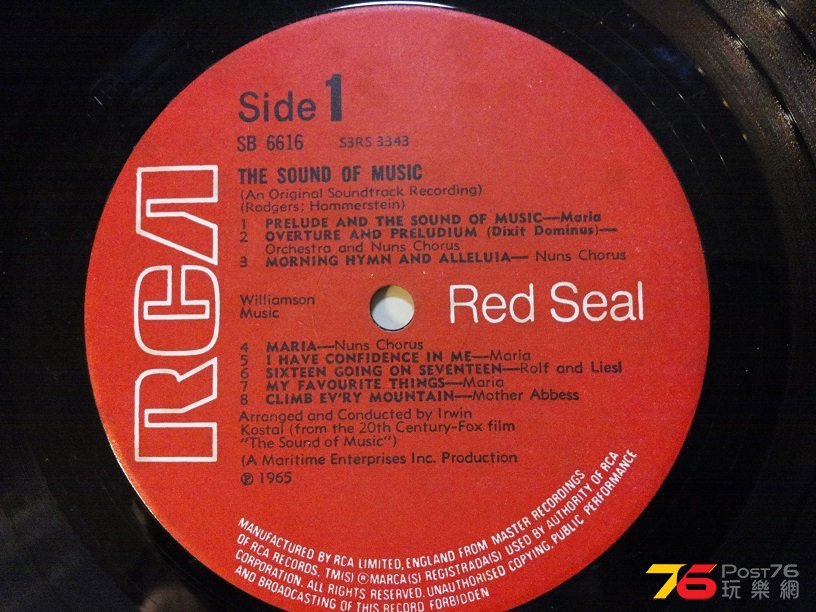 Side 1
SB 6616 S3RS 3343
THE SOUND OF MUSIC
(An Original Soundtrack Recording)
(Rodgers; Hammerstein)
1 PRELUDE AND THE SOUND OF MUSIC—Maria
2 OVERTURE AND PRELUDIUM (Dixit Dominus)—
Orchestra and Nuns Chorus
3 MORNING HYMN AND ALLELUIA— Nuns Chorus
RCA
Williamson
Music
Red Seal
4 MARIA—Nuns Chorus
5 I HAVE CONFIDENCE IN ME—Maria
6 SIXTEEN GOING ON SEVENTEEN—Rolf and Liesl
7 MY FAVOURITE THINGS—Maria
8 CLIMB EV'RY MOUNTAIN—Mother Abbess
Arranged and Conducted by Irwin
Kostal (from the 20th Century-Fox film
"The Sound of Music")
(A Maritime Enterprises Inc. Production
℗ 1965
MANUFACTURED BY RCA LIMITED, ENGLAND FROM MASTER RECORDINGS
OF RCA RECORDS, TM(S) ® MARCA(S) REGISTRADA(S) USED BY AUTHORITY OF RCA
CORPORATION. ALL RIGHTS RESERVED. UNAUTHORISED COPYING, PUBLIC PERFORMANCE
AND BROADCASTING OF THIS RECORD FORBIDDEN
76 POST76
玩樂網